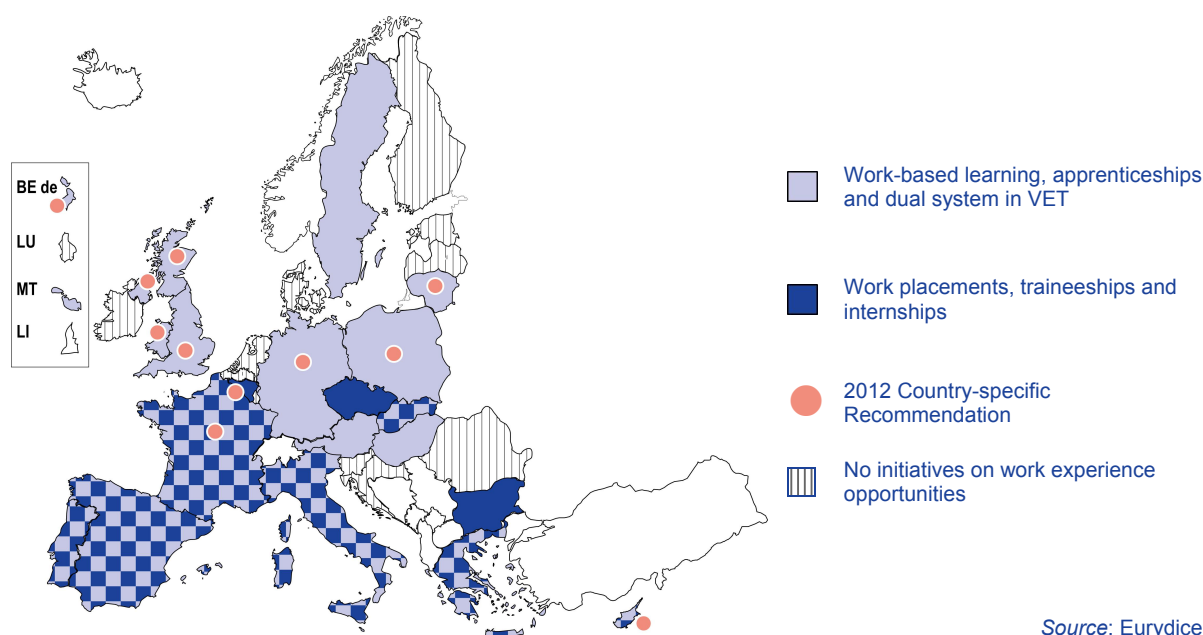 BE de
LU
MT
LI
Work-based learning, apprenticeships
and dual system in VET
Work placements, traineeships and
internships
2012 Country-specific
Recommendation
No initiatives on work experience
opportunities
Source: Eurydice